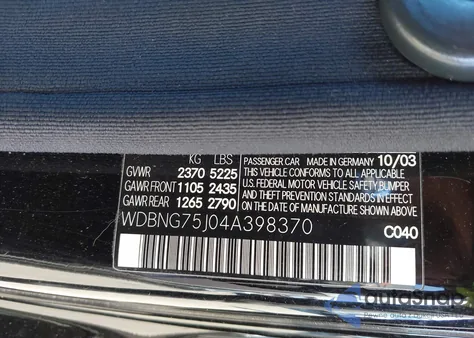 KG LBS PASSENGER CAR MADE IN GERMANY 10/03
GVWR 2370 5225 THIS VEHICLE CONFORMS TO ALL APPLICABLE
GAWR FRONT 1105 2435 U.S. FEDERAL MOTOR VEHICLE SAFETY, BUMPER
GAWR REAR 1265 2790 AND THEFT PREVENTION STANDARDS IN EFFECT
ON THE DATE OF MANUFACTURE SHOWN ABOVE.
WDBNG75J04A398370 C040
autoSnap